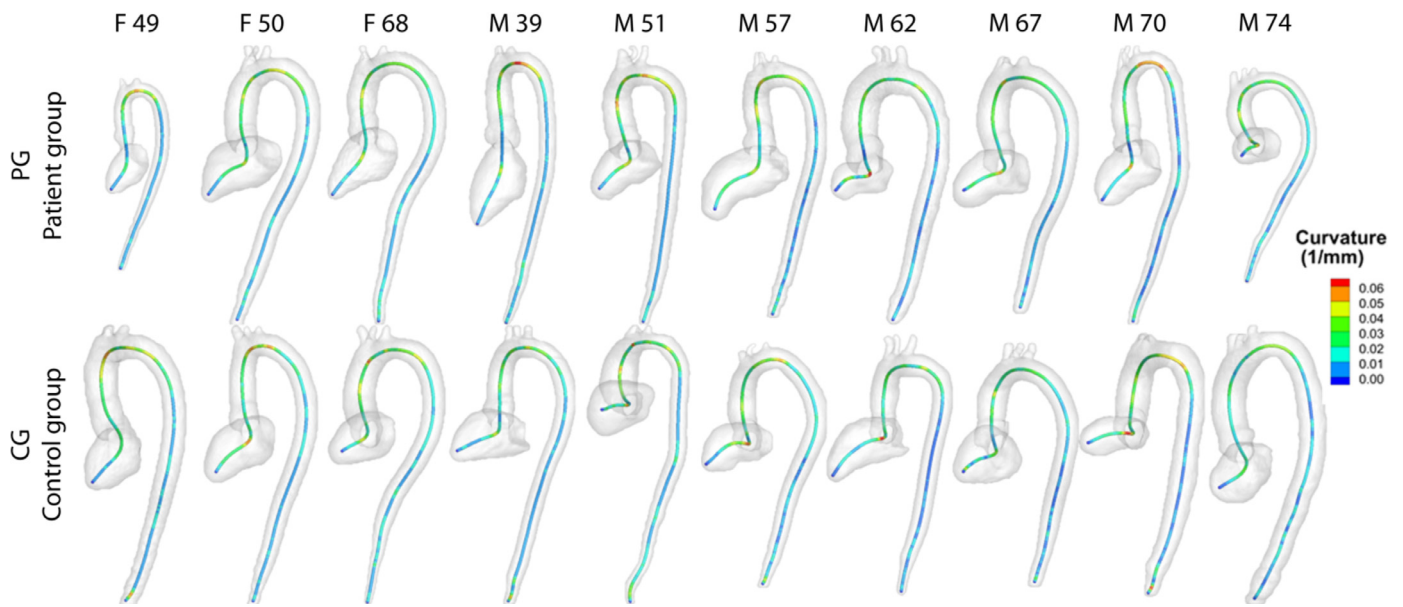 F 49 F 50 F 68 M 39 M 51 M 57 M 62 M 67 M 70 M 74
PG
Patient group
Curvature
(1/mm)
0.06
0.05
0.04
0.03
0.02
0.01
0.00
CG
Control group